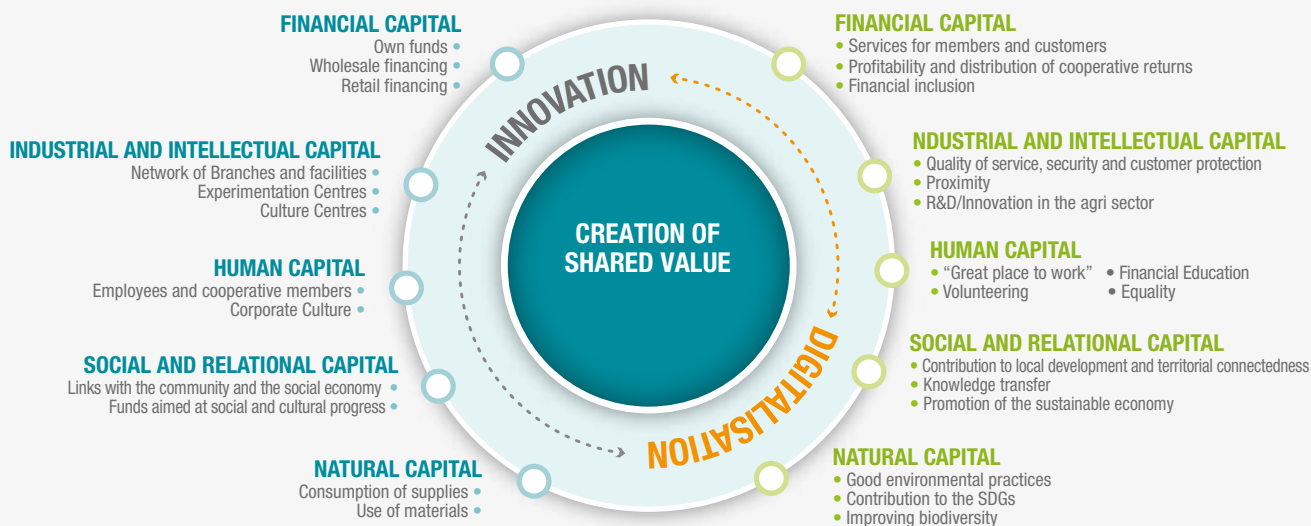 FINANCIAL CAPITAL
Own funds •
Wholesale financing •
Retail financing •
INDUSTRIAL AND INTELLECTUAL CAPITAL
Network of Branches and facilities •
Experimentation Centres •
Culture Centres •
HUMAN CAPITAL
Employees and cooperative members •
Corporate Culture •
SOCIAL AND RELATIONAL CAPITAL
Links with the community and the social economy •
Funds aimed at social and cultural progress •
NATURAL CAPITAL
Consumption of supplies •
Use of materials •
INNOVATION
CREATION OF
SHARED VALUE
DIGITALISATION
FINANCIAL CAPITAL
• Services for members and customers
• Profitability and distribution of cooperative returns
• Financial inclusion
NDUSTRIAL AND INTELLECTUAL CAPITAL
• Quality of service, security and customer protection
• Proximity
• R&D/Innovation in the agri sector
HUMAN CAPITAL
• “Great place to work” • Financial Education
• Volunteering • Equality
SOCIAL AND RELATIONAL CAPITAL
• Contribution to local development and territorial connectedness
• Knowledge transfer
• Promotion of the sustainable economy
NATURAL CAPITAL
• Good environmental practices
• Contribution to the SDGs
• Improving biodiversity